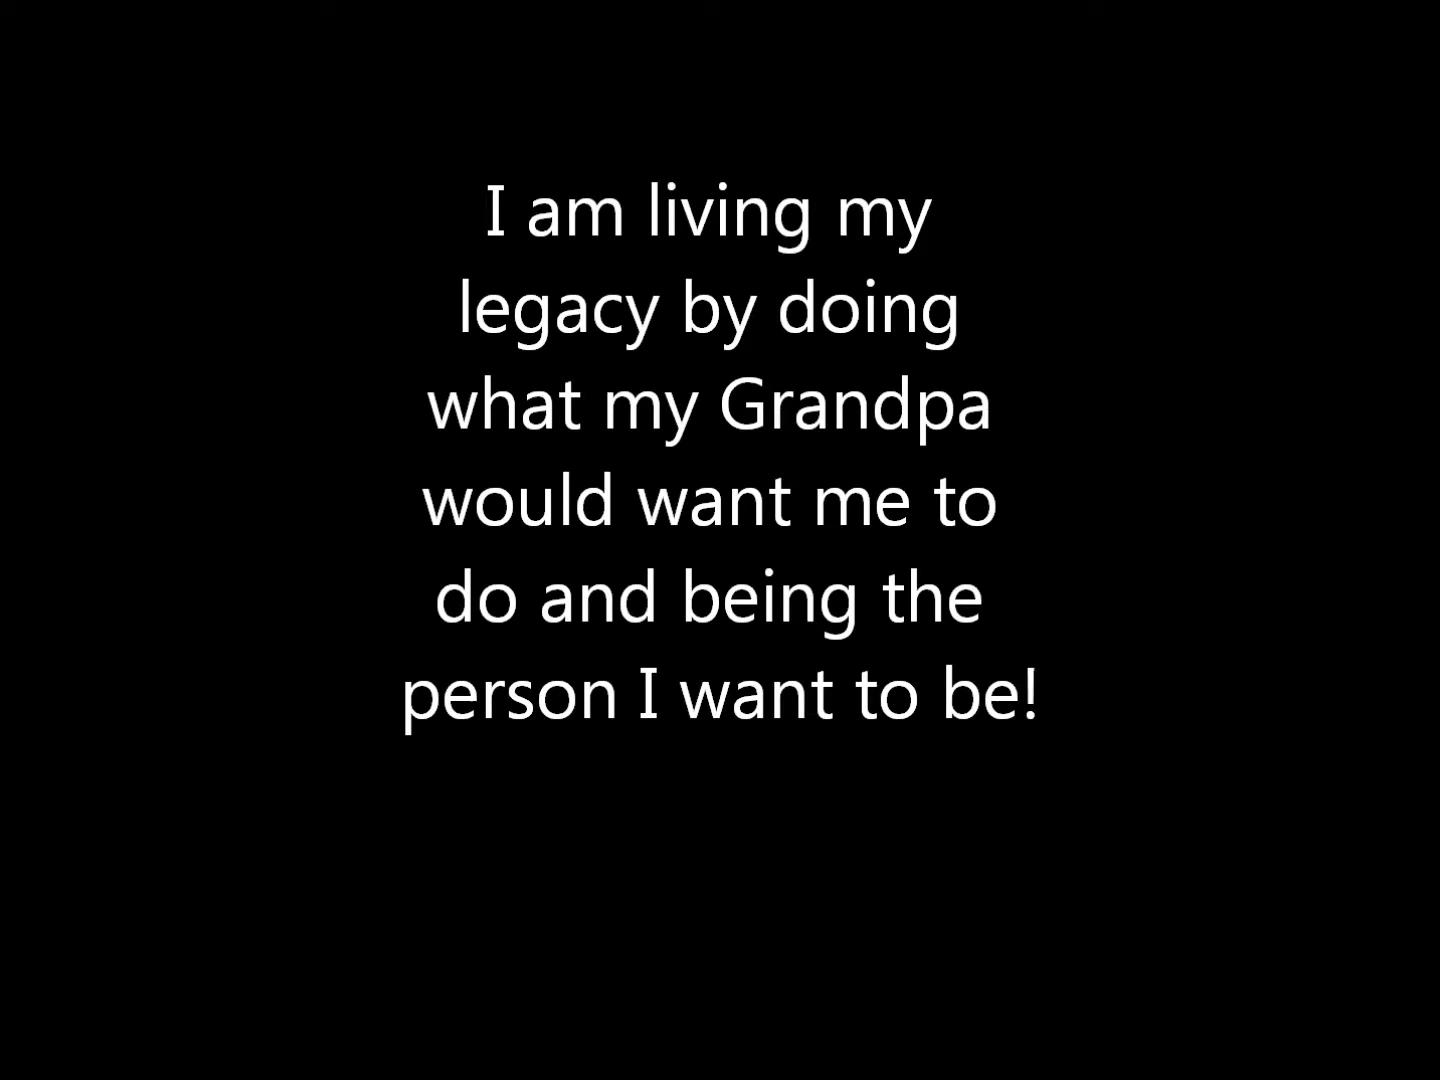 I am living my
legacy by doing
what my Grandpa
would want me to
do and being the
person I want to be!